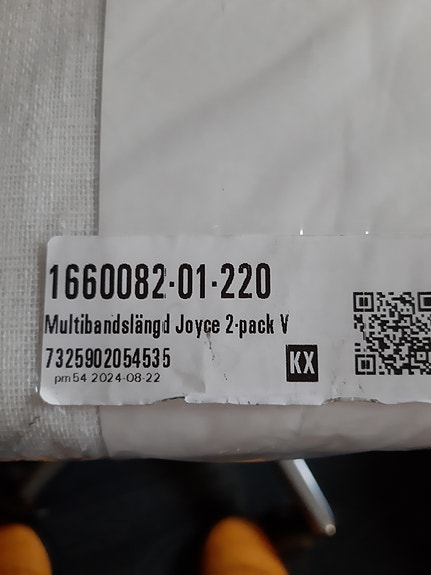 1660082-01-220
Multibandslängd Joyce 2-pack V
7325902054535
KX
pm54 2024-08-22